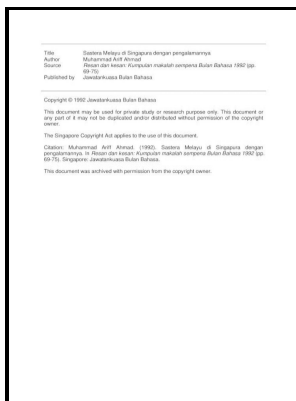 Title Sastera Melayu di Singapura dengan pengalamannya
Author Muhammad Ariff Ahmad
Source Resan dan kesan: Kumpulan makalah sempena Bulan Bahasa 1992 (pp.
69-75).
Published by Jawatankuasa Bulan Bahasa
Copyright © 1992 Jawatankuasa Bulan Bahasa
This document may be used for private study or research purpose only. This document or
any part of it may not be duplicated and/or distributed without permission of the copyright
owner.
The Singapore Copyright Act applies to the use of this document.
Citation: Muhammad Ariff Ahmad. (1992). Sastera Melayu di Singapura dengan
pengalamannya. In Resan dan kesan: Kumpulan makalah sempena Bulan Bahasa 1992 (pp.
69-75). Singapore: Jawatankuasa Bulan Bahasa.
This document was archived with permission from the copyright owner.